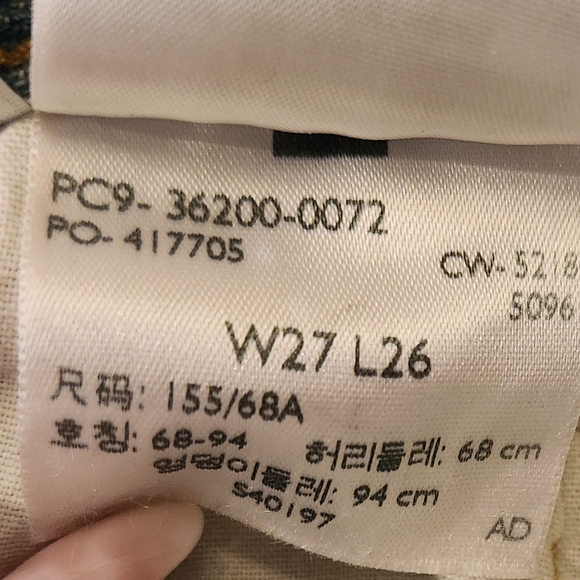 PC9- 36200-0072
PO- 417705
CW- 5218
5096
W27 L26
尺码: 155/68A
호칭: 68-94 허리둘레: 68 cm
엉덩이둘레: 94 cm
S40197
AD